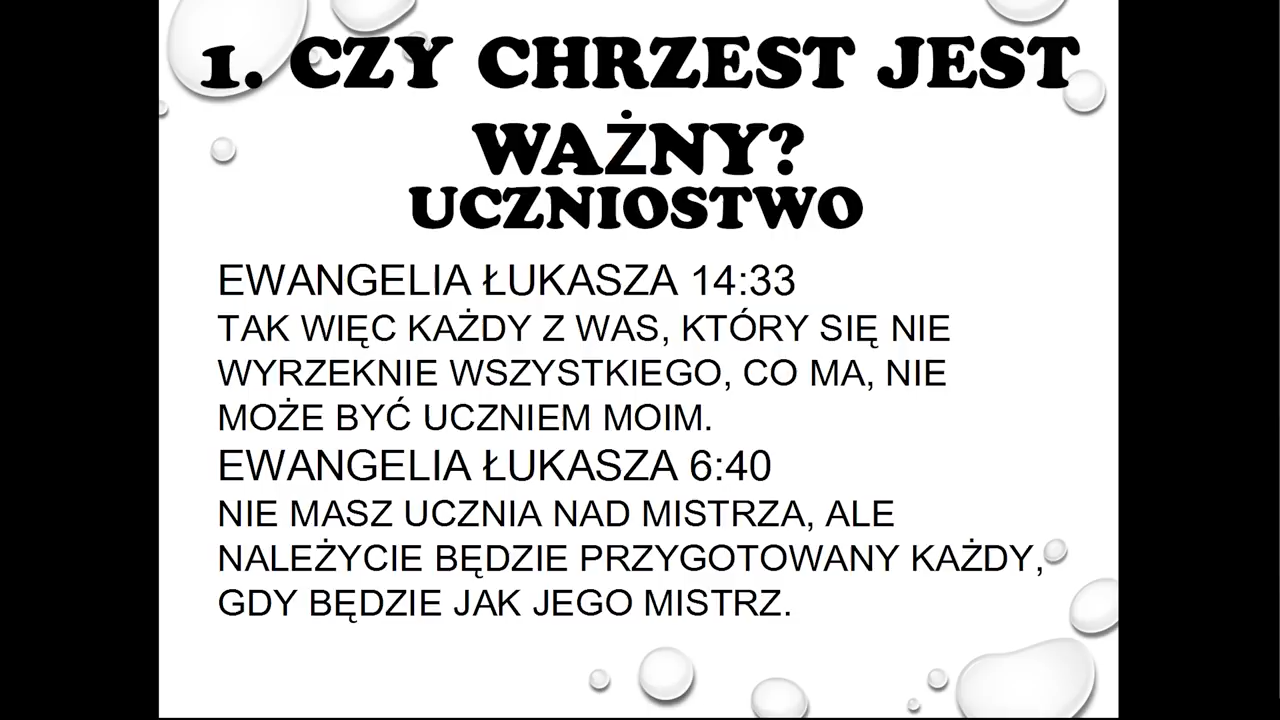 1. CZY CHRZEST JEST
WAŻNY?
UCZNIOSTWO
EWANGELIA ŁUKASZA 14:33
TAK WIĘC KAŻDY Z WAS, KTÓRY SIĘ NIE
WYRZEKNIE WSZYSTKIEGO, CO MA, NIE
MOŻE BYĆ UCZNIEM MOIM.
EWANGELIA ŁUKASZA 6:40
NIE MASZ UCZNIA NAD MISTRZA, ALE
NALEŻYCIE BĘDZIE PRZYGOTOWANY KAŻDY,
GDY BĘDZIE JAK JEGO MISTRZ.